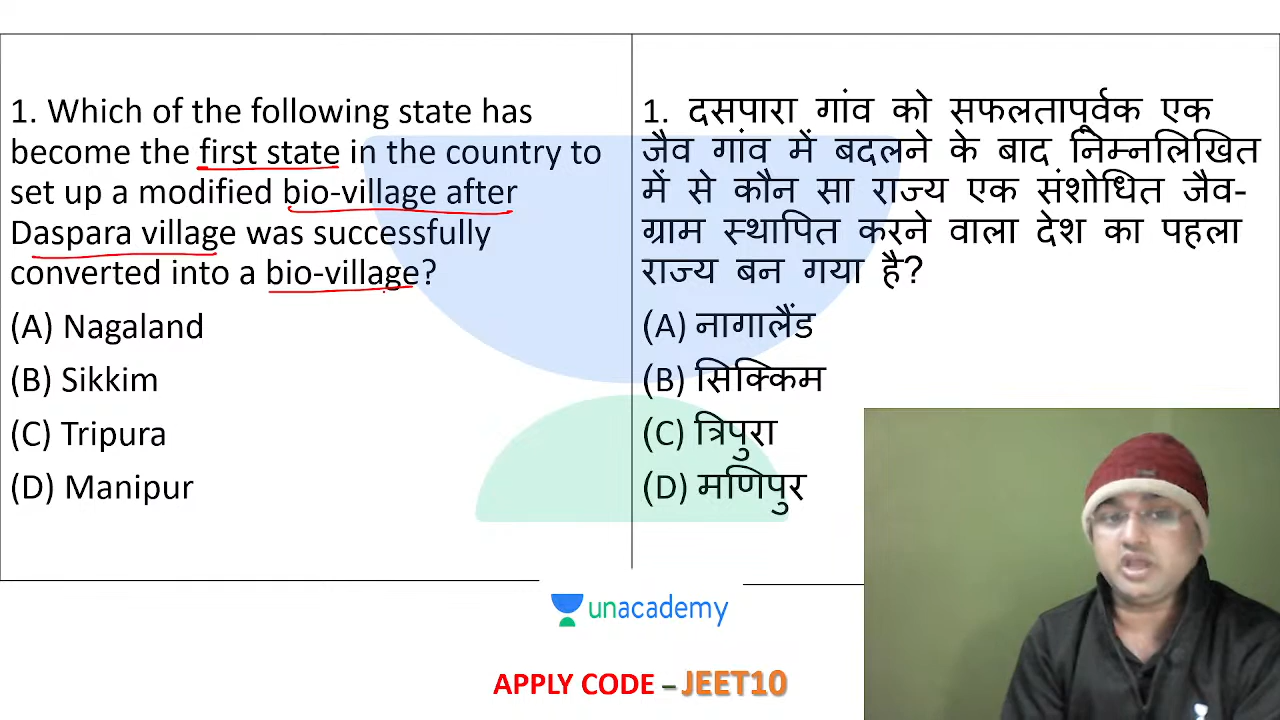 1. Which of the following state has
become the first state in the country to
set up a modified bio-village after
Daspara village was successfully
converted into a bio-village?
(A) Nagaland
(B) Sikkim
(C) Tripura
(D) Manipur
1. दसपारा गांव को सफलतापूर्वक एक
जैव गांव में बदलने के बाद निम्नलिखित
में से कौन सा राज्य एक संशोधित जैव-
ग्राम स्थापित करने वाला देश का पहला
राज्य बन गया है?
(A) नागालैंड
(B) सिक्किम
(C) त्रिपुरा
(D) मणिपुर
unacademy
APPLY CODE – JEET10